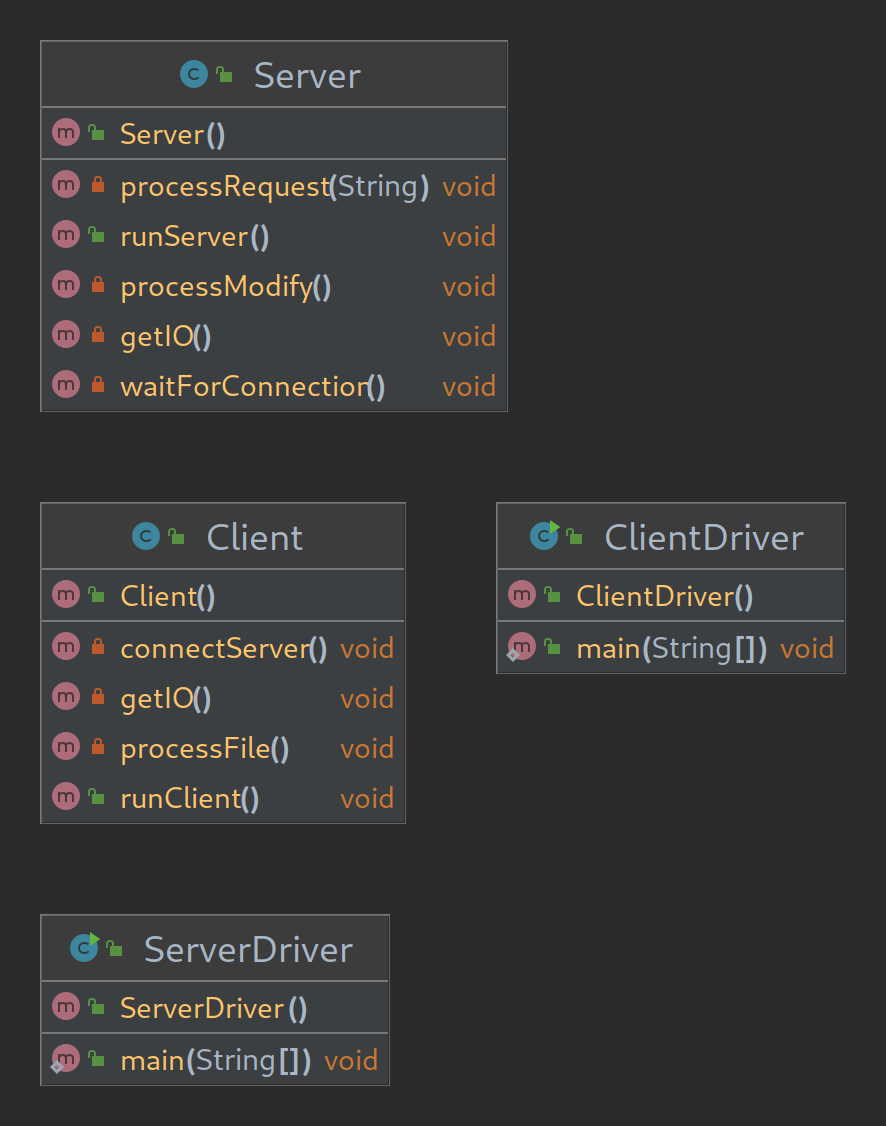 C Server
m Server()
m processRequest(String) void
m runServer() void
m processModify() void
m getIO() void
m waitForConnection() void
C Client
m Client()
m connectServer() void
m getIO() void
m processFile() void
m runClient() void
C ClientDriver
m ClientDriver()
m main(String[]) void
C ServerDriver
m ServerDriver()
m main(String[]) void